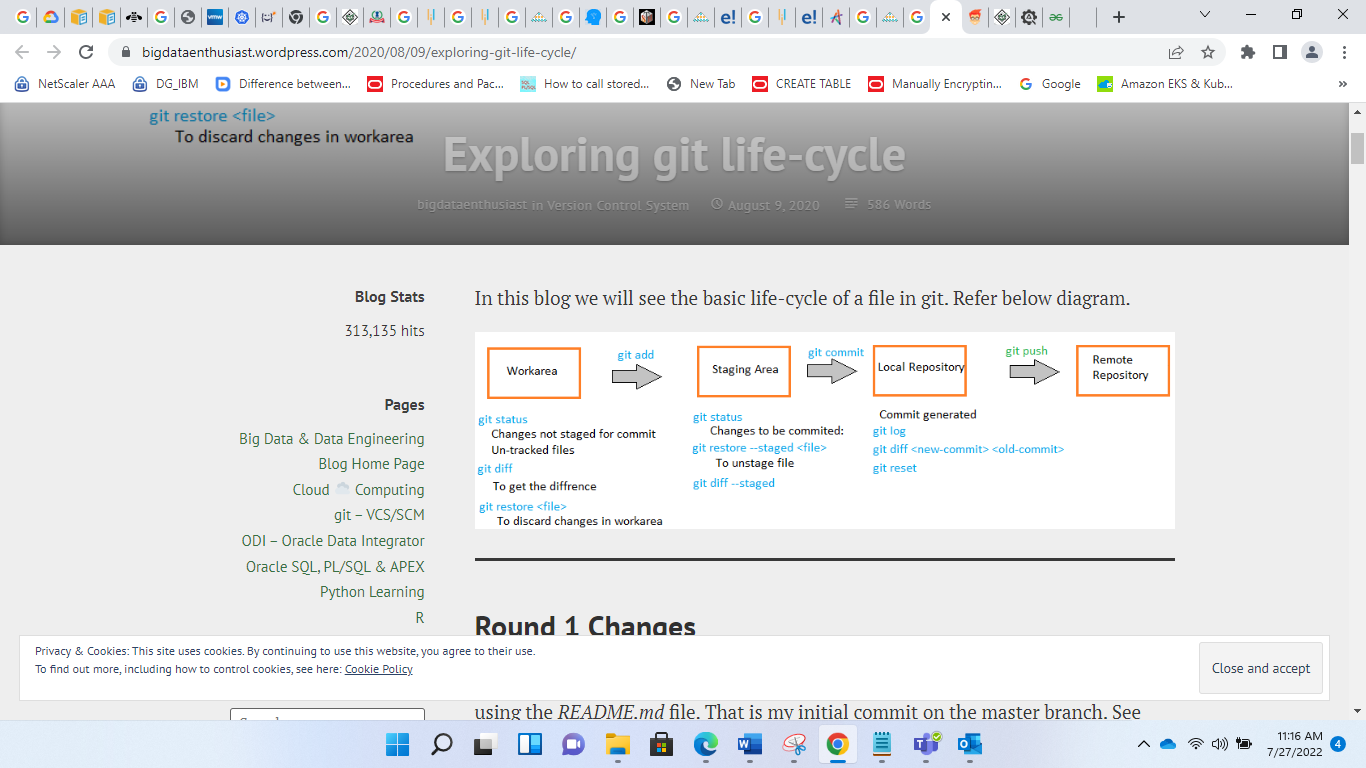 bigdataenthusiast.wordpress.com/2020/08/09/exploring-git-life-cycle/
NetScaler AAA
DG_IBM
Difference between...
Procedures and Pac...
How to call stored...
New Tab
CREATE TABLE
Manually Encryptin...
Google
Amazon EKS & Kub...
»
git restore <file>
To discard changes in workarea
Exploring git life-cycle
bigdataenthusiast in Version Control System
August 9, 2020
586 Words
Blog Stats
313,135 hits
Pages
Big Data & Data Engineering
Blog Home Page
Cloud Computing
git – VCS/SCM
ODI – Oracle Data Integrator
Oracle SQL, PL/SQL & APEX
Python Learning
R
In this blog we will see the basic life-cycle of a file in git. Refer below diagram.
Workarea
git add
Staging Area
git commit
Local Repository
git push
Remote
Repository
git status
Changes not staged for commit
Un-tracked files
git diff
To get the diffrence
git restore <file>
To discard changes in workarea
git status
Changes to be commited:
git restore --staged <file>
To unstage file
git diff --staged
Commit generated
git log
git diff <new-commit> <old-commit>
git reset
Round 1 Changes
Privacy & Cookies: This site uses cookies. By continuing to use this website, you agree to their use.
To find out more, including how to control cookies, see here: Cookie Policy
Close and accept
using the README.md file. That is my initial commit on the master branch. See
11:16 AM
7/27/2022
4